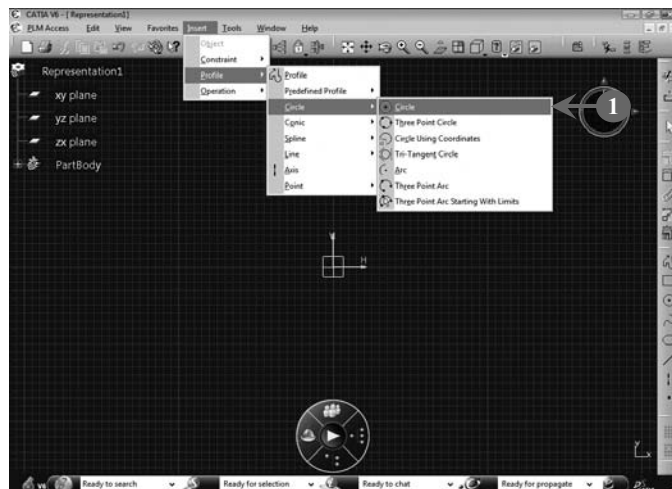 CATIA V6 - [ Representation1]
PLM Access Edit View Favorites Insert Tools Window Help
Object
Constraint
Profile
Operation
Profile
Predefined Profile
Circle
Conic
Spline
Line
Axis
Point
Circle
Three Point Circle
Circle Using Coordinates
Tri-Tangent Circle
Arc
Three Point Arc
Three Point Arc Starting With Limits
1
Representation1
xy plane
yz plane
zx plane
PartBody
V
H
y
x
V6 Ready to search Ready for selection Ready to chat Ready for propagate